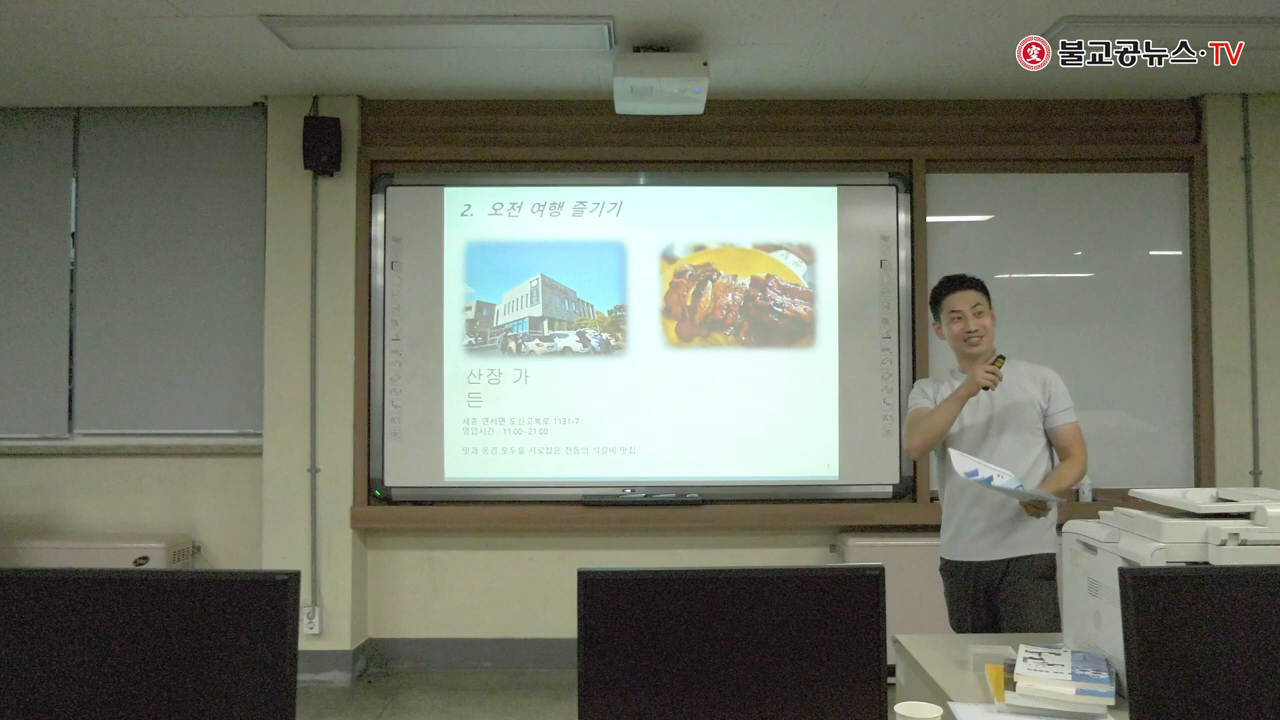 空 불교공뉴스·TV
2. 오전 여행 즐기기
산장 가
든
세종 연서면 도신고복로 1131-7
영업시간 : 11:00~21:00
맛과 풍경 모두를 사로잡은 전통의 석갈비 맛집